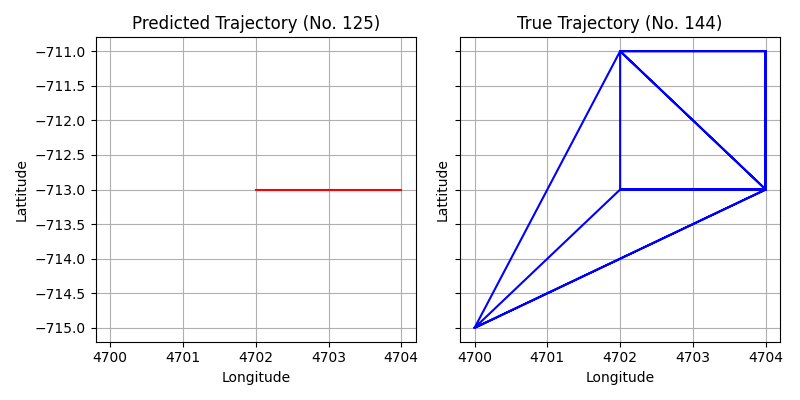 Predicted Trajectory (No. 125)
True Trajectory (No. 144)
Lattitude
−711.0
−711.5
−712.0
−712.5
−713.0
−713.5
−714.0
−714.5
−715.0
4700 4701 4702 4703 4704
Longitude
Lattitude
4700 4701 4702 4703 4704
Longitude